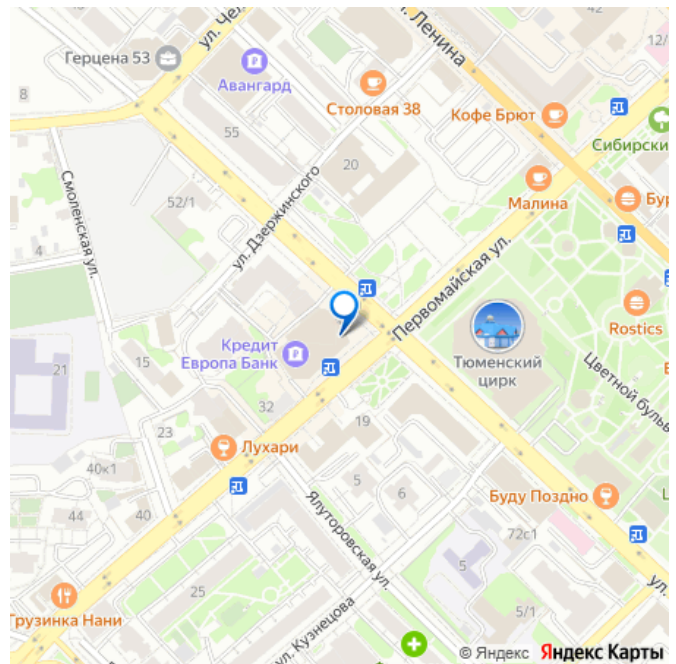 ул. Чел
л. Ленина
42
12/
Герцена 53
Авангард
8
Столовая 38
Кофе Брют
55
Сибирски
20
ул. Дзержинского
Смоленская ул.
52/1
Малина
Бур
4
Первомайская ул.
Rostics
Кредит
Европа Банк
Тюменский
цирк
Цветной бульва
15
21
32
19
23
Лухари
40к1
5
6
Буду Поздно
44
40
Ялуторовская ул.
72с1
ул.
25
5
5/1
Грузинка Нани
ул. Кузнецова
© Яндекс Яндекс Карты